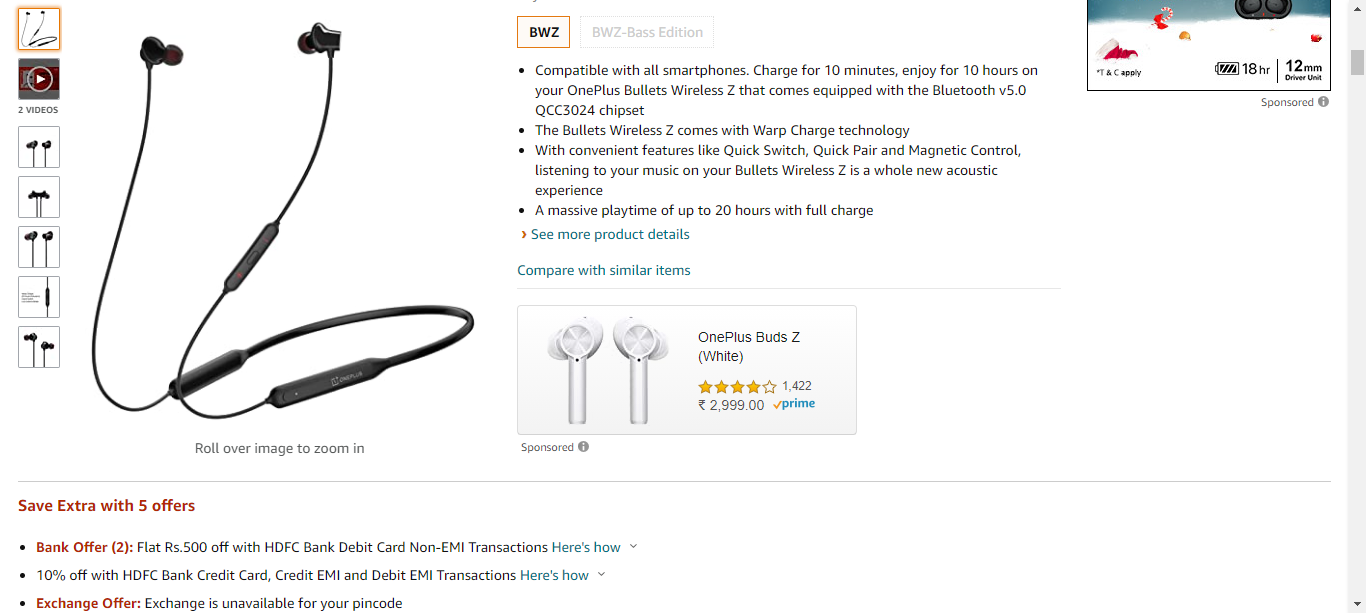 BWZ
BWZ-Bass Edition
Compatible with all smartphones. Charge for 10 minutes, enjoy for 10 hours on
your OnePlus Bullets Wireless Z that comes equipped with the Bluetooth v5.0
QCC3024 chipset
The Bullets Wireless Z comes with Warp Charge technology
With convenient features like Quick Switch, Quick Pair and Magnetic Control,
listening to your music on your Bullets Wireless Z is a whole new acoustic
experience
A massive playtime of up to 20 hours with full charge
› See more product details
Compare with similar items
OnePlus Buds Z
(White)
1,422
₹ 2,999.00 prime
Sponsored
*T & C apply
18 hr
12mm
Driver Unit
Sponsored
2 VIDEOS
ONEPLUS
Roll over image to zoom in
Save Extra with 5 offers
Bank Offer (2): Flat Rs.500 off with HDFC Bank Debit Card Non-EMI Transactions Here's how
10% off with HDFC Bank Credit Card, Credit EMI and Debit EMI Transactions Here's how
Exchange Offer: Exchange is unavailable for your pincode